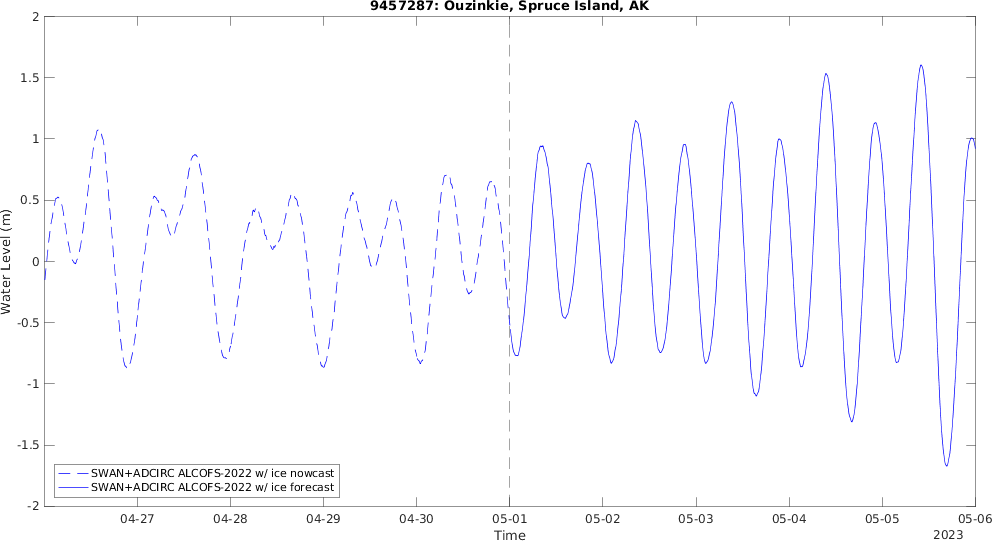 9457287: Ouzinkie, Spruce Island, AK
2
1.5
1
0.5
0
-0.5
-1
-1.5
-2
Water Level (m)
SWAN+ADCIRC ALCOFS-2022 w/ ice nowcast
SWAN+ADCIRC ALCOFS-2022 w/ ice forecast
04-27 04-28 04-29 04-30 05-01 05-02 05-03 05-04 05-05 05-06
Time
2023